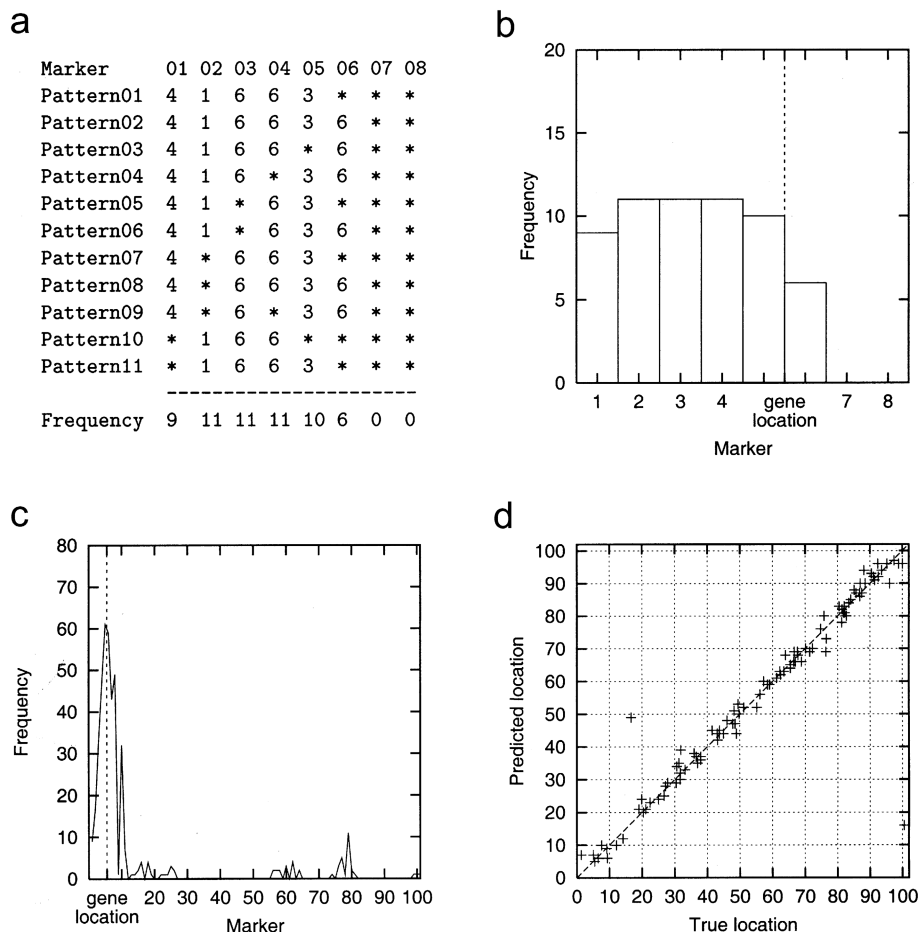 a
Marker 01 02 03 04 05 06 07 08
Pattern01 4 1 6 6 3 * * *
Pattern02 4 1 6 6 3 6 * *
Pattern03 4 1 6 6 * 6 * *
Pattern04 4 1 6 * 3 6 * *
Pattern05 4 1 * 6 3 * * *
Pattern06 4 1 * 6 3 6 * *
Pattern07 4 * 6 6 3 * * *
Pattern08 4 * 6 6 3 6 * *
Pattern09 4 * 6 * 3 6 * *
Pattern10 * 1 6 6 * * * *
Pattern11 * 1 6 6 3 * * *
Frequency 9 11 11 11 10 6 0 0
b
20
15
10
5
0
Frequency
1 2 3 4 gene location 7 8
Marker
c
80
70
60
50
40
30
20
10
0
Frequency
gene location 20 30 40 50 60 70 80 90 100
Marker
d
100
90
80
70
60
50
40
30
20
10
0
Predicted location
0 10 20 30 40 50 60 70 80 90 100
True location